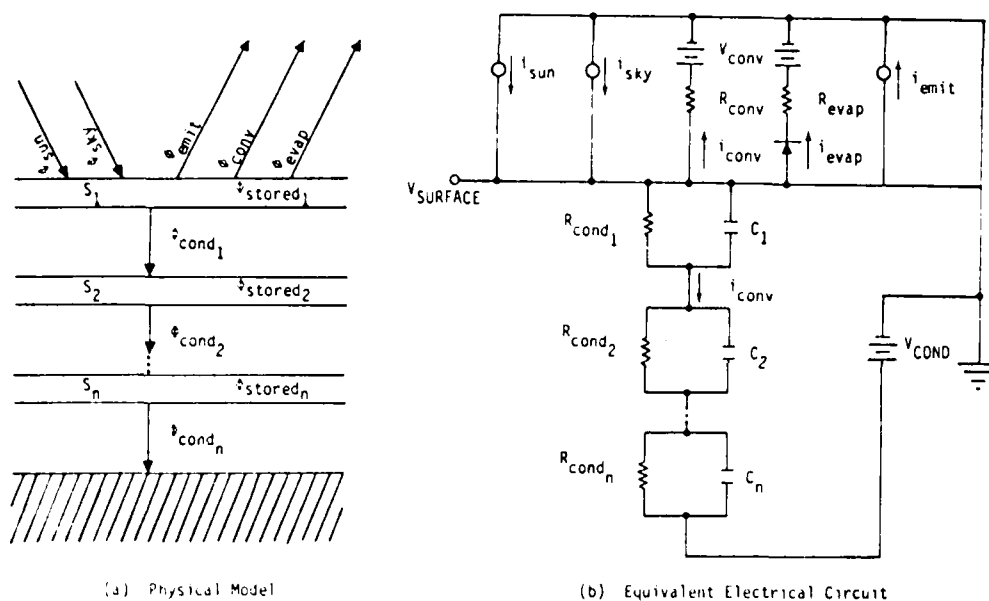 Φsun
Φsky
Φemit
Φconv
Φevap
S1
Φstored1
Φcond1
S2
Φstored2
Φcond2
Sn
Φstoredn
Φcondn
(a) Physical Model
isun
isky
Vconv
Rconv
iconv
Revap
ievap
iemit
VSURFACE
Rcond1
C1
iconv
Rcond2
C2
VCOND
Rcondn
Cn
(b) Equivalent Electrical Circuit